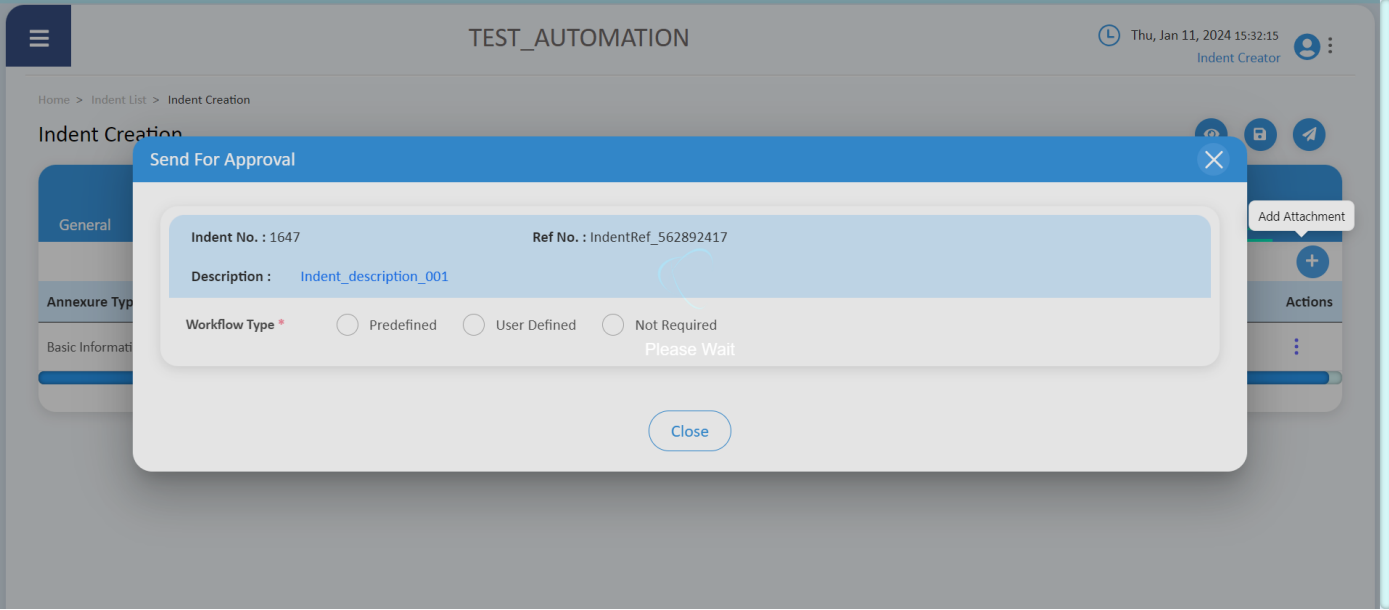 TEST_AUTOMATION
Thu, Jan 11, 2024 15:32:15
Indent Creator
Home > Indent List > Indent Creation
Indent Creation
Send For Approval
General
Add Attachment
Indent No. : 1647 Ref No. : IndentRef_562892417
Description : Indent_description_001
Annexure Typ Actions
Workflow Type * Predefined User Defined Not Required
Basic Informati
Please Wait
Close